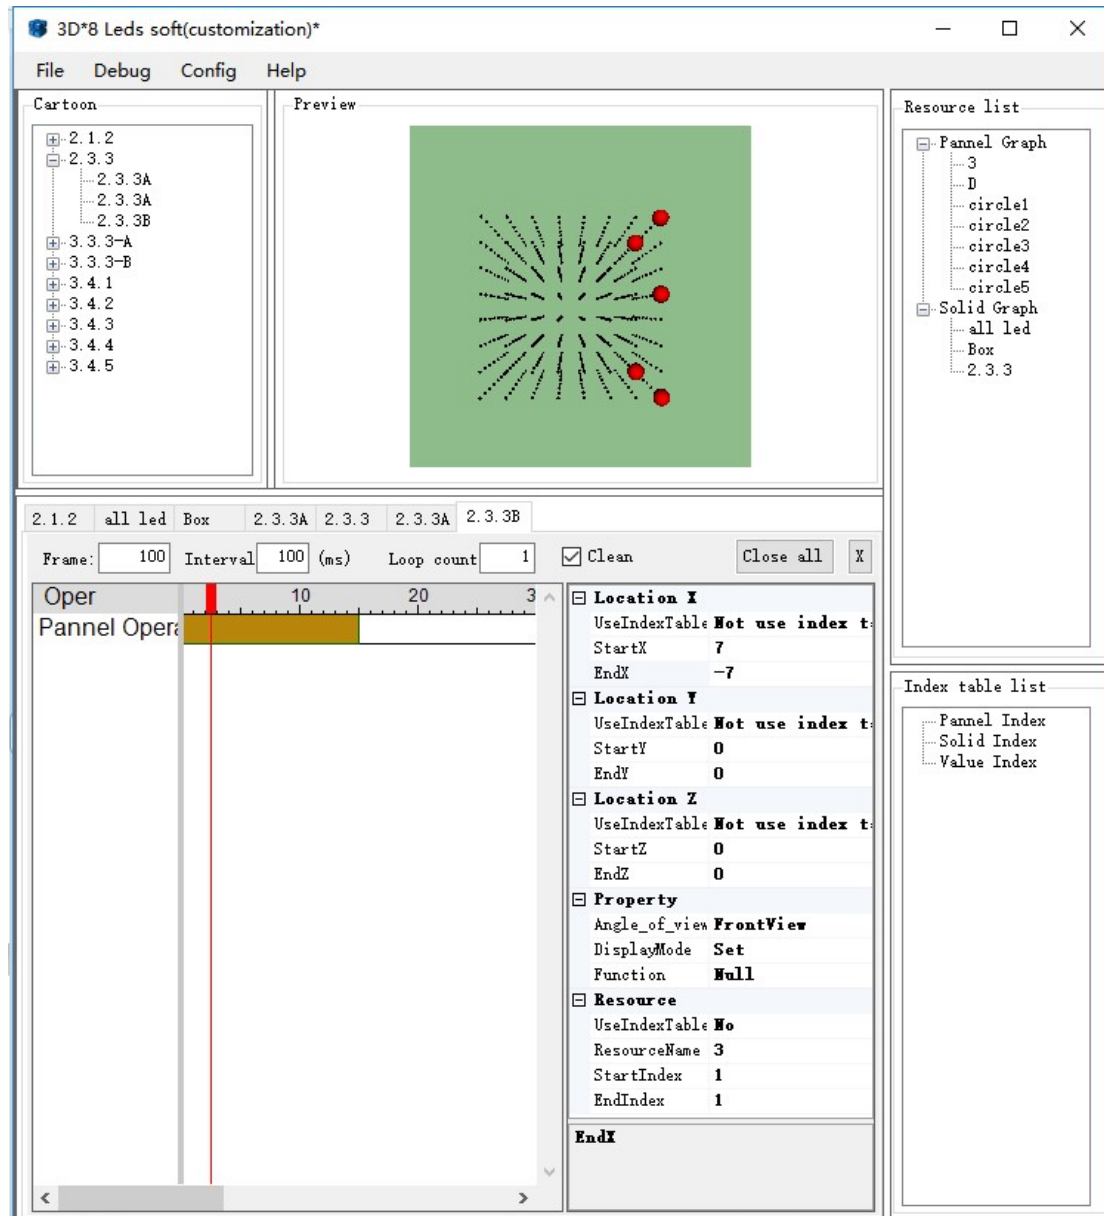 3D*8 Leds soft(customization)*
File Debug Config Help
Cartoon
2.1.2
2.3.3
2.3.3A
2.3.3A
2.3.3B
3.3.3-A
3.3.3-B
3.4.1
3.4.2
3.4.3
3.4.4
3.4.5
Preview
Resource list
Pannel Graph
3
D
circle1
circle2
circle3
circle4
circle5
Solid Graph
all led
Box
2.3.3
2.1.2 all led Box 2.3.3A 2.3.3 2.3.3A 2.3.3B
Frame: 100 Interval 100 (ms) Loop count 1 Clean Close all X
Oper 10 20 3
Pannel Opera
Location X
UseIndexTable Not use index t
StartX 7
EndX -7
Location Y
UseIndexTable Not use index t
StartY 0
EndY 0
Location Z
UseIndexTable Not use index t
StartZ 0
EndZ 0
Property
Angle_of_view FrontView
DisplayMode Set
Function Null
Resource
UseIndexTable No
ResourceName 3
StartIndex 1
EndIndex 1
EndX
Index table list
Pannel Index
Solid Index
Value Index